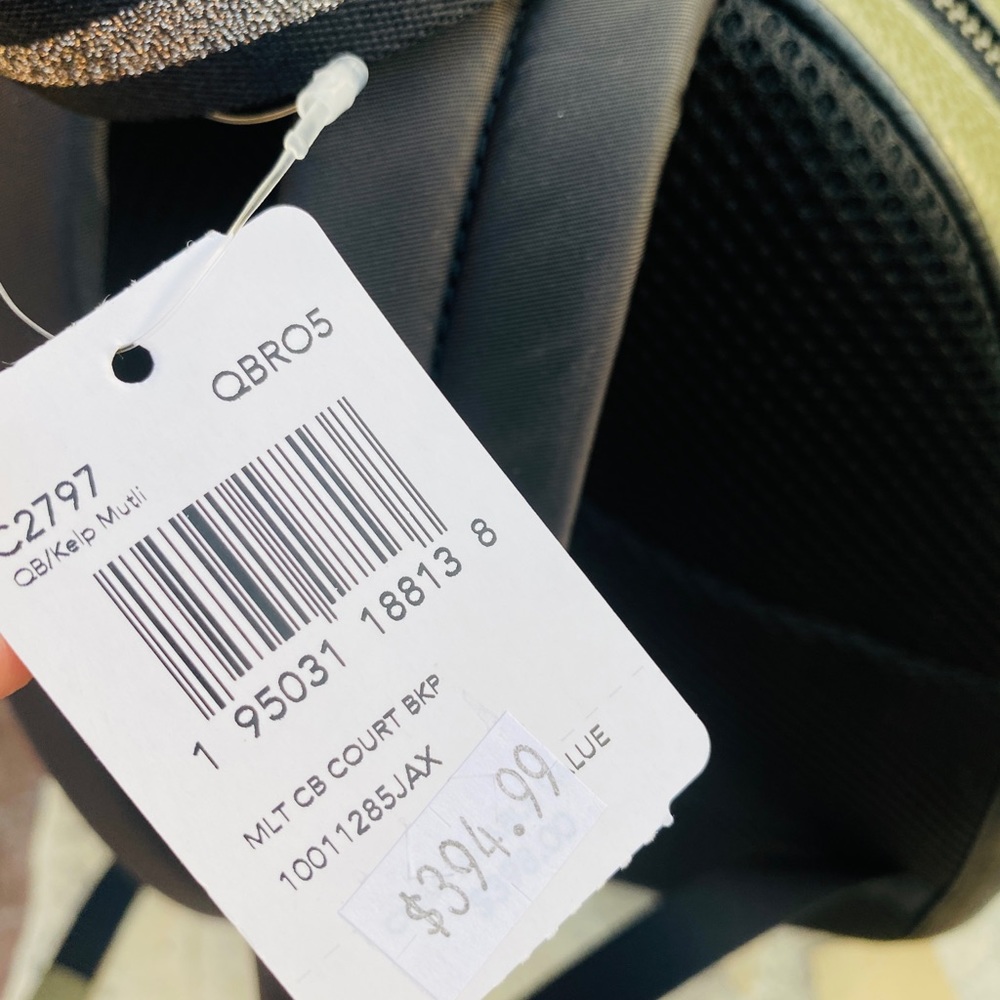 QBRO5
C2797
QB/Kelp Mutli
1 95031 18813 8
MLT CB COURT BKP
10011285JAX
LUE
$394.99